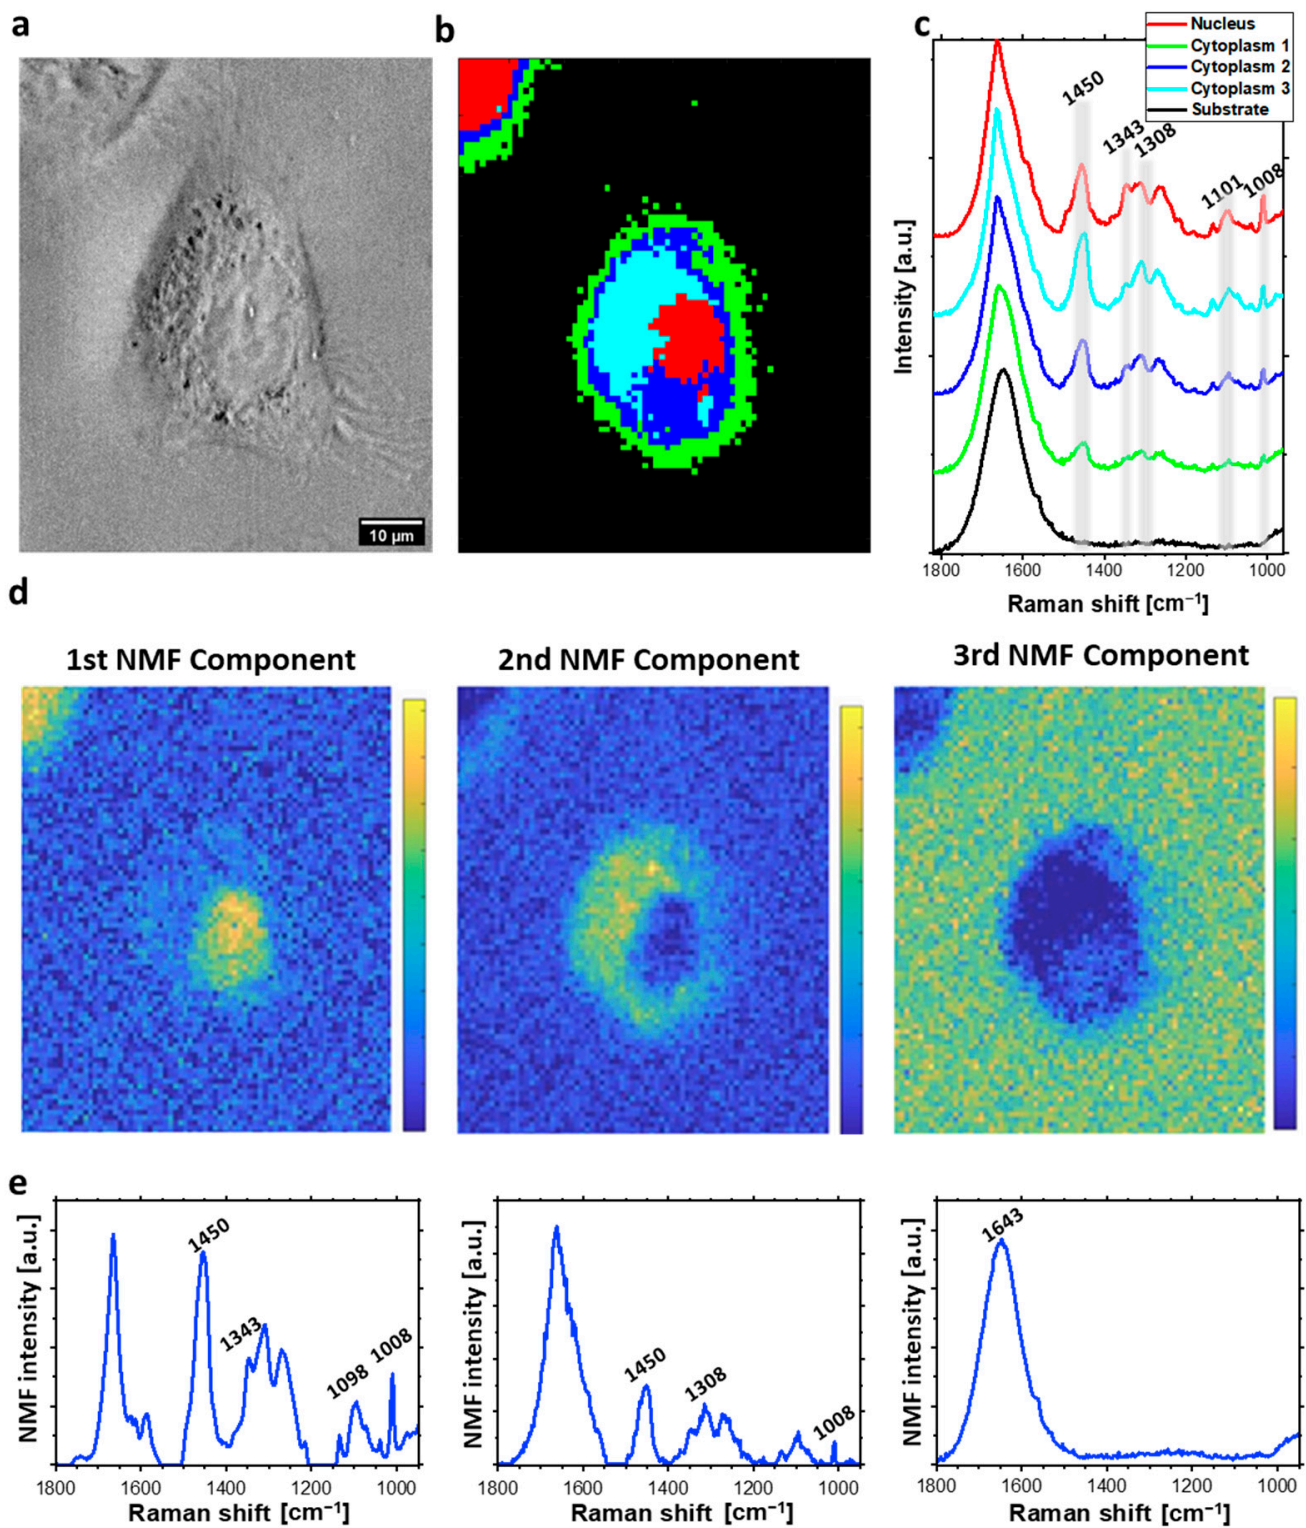 a
b
c
Nucleus
Cytoplasm 1
Cytoplasm 2
Cytoplasm 3
Substrate
1450
1343
1308
1101
1008
Intensity [a.u.]
10 µm
1800 1600 1400 1200 1000
Raman shift [cm⁻¹]
d
1st NMF Component
2nd NMF Component
3rd NMF Component
e
NMF intensity [a.u.]
1450
1343
1098
1008
1800 1600 1400 1200 1000
Raman shift [cm⁻¹]
NMF intensity [a.u.]
1450
1308
1008
1800 1600 1400 1200 1000
Raman shift [cm⁻¹]
NMF intensity [a.u.]
1643
1800 1600 1400 1200 1000
Raman shift [cm⁻¹]